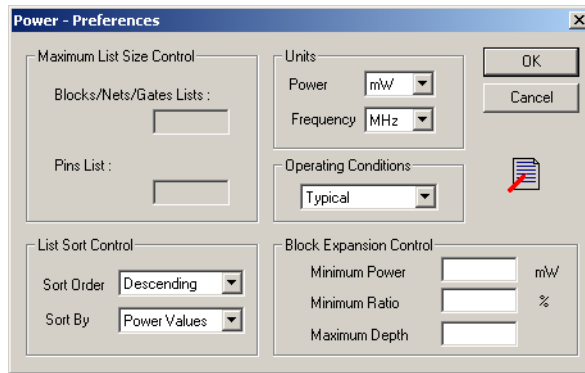 Power - Preferences
Maximum List Size Control
Blocks/Nets/Gates Lists :
Pins List :
Units
Power mW
Frequency MHz
OK
Cancel
Operating Conditions
Typical
List Sort Control
Sort Order Descending
Sort By Power Values
Block Expansion Control
Minimum Power mW
Minimum Ratio %
Maximum Depth